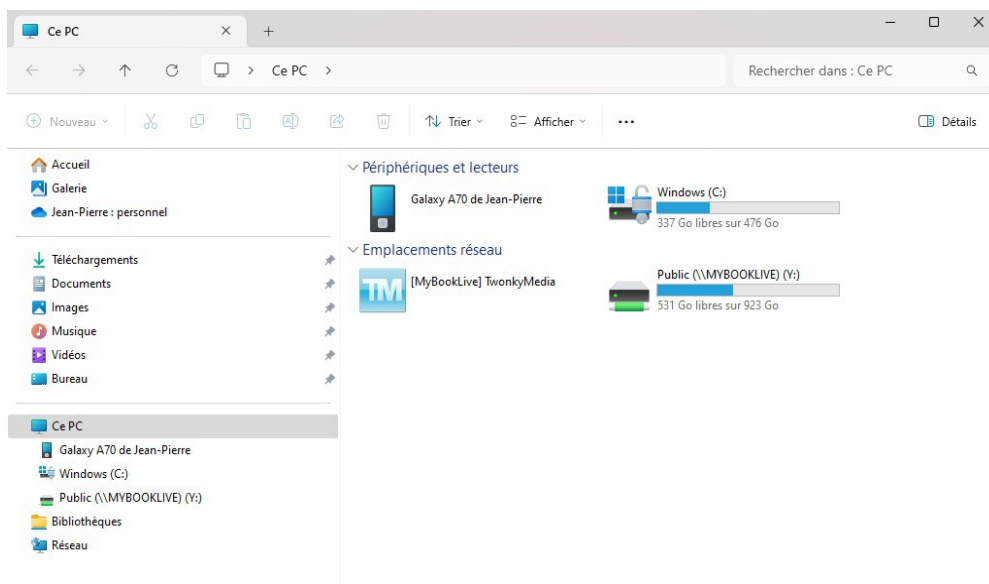 Ce PC
Ce PC
Rechercher dans : Ce PC
Nouveau
Trier
Afficher
Détails
Accueil
Galerie
Jean-Pierre : personnel
Téléchargements
Documents
Images
Musique
Vidéos
Bureau
Ce PC
Galaxy A70 de Jean-Pierre
Windows (C:)
Public (\\MYBOOKLIVE) (Y:)
Bibliothèques
Réseau
Périphériques et lecteurs
Galaxy A70 de Jean-Pierre
Windows (C:)
337 Go libres sur 476 Go
Emplacements réseau
TM
[MyBookLive] TwonkyMedia
Public (\\MYBOOKLIVE) (Y:)
531 Go libres sur 923 Go